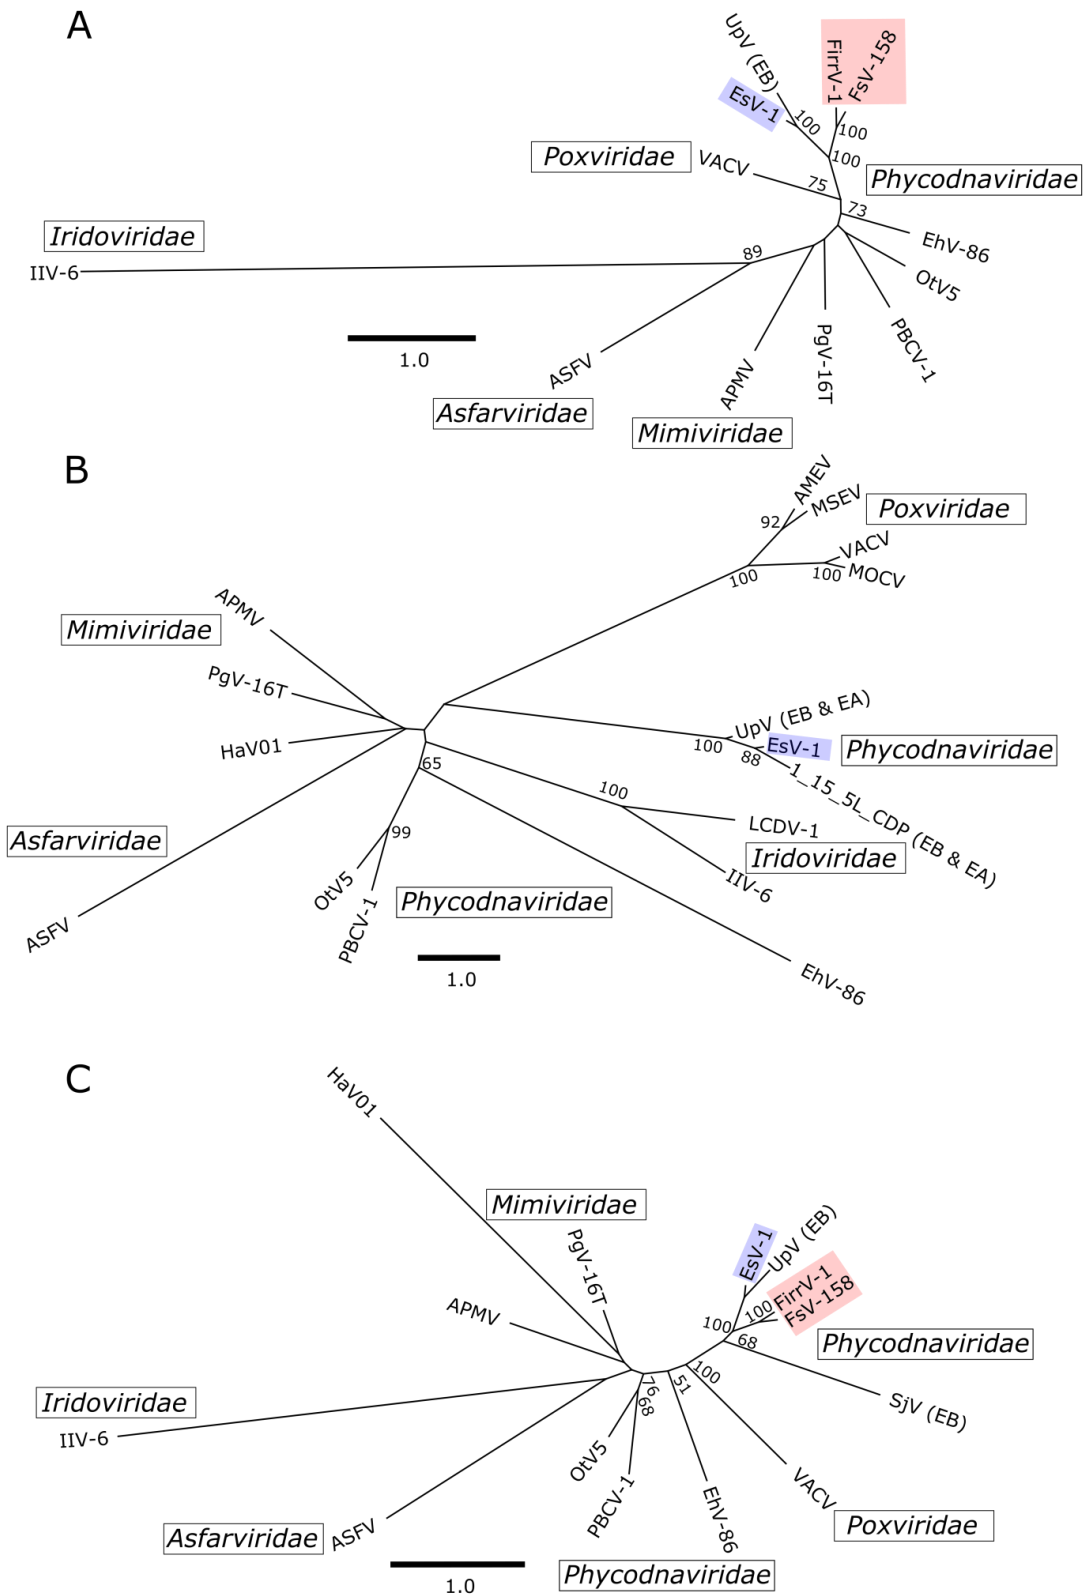 A
UpV (EB)
EsV-1
FirrV-1
FsV-158
100
100
100
Poxviridae
VACV
75
Phycodnaviridae
73
Iridoviridae
EhV-86
89
IIV-6
OtV5
1.0
PBCV-1
PgV-16T
ASFV
APMV
Asfarviridae
Mimiviridae
B
AMEV
MSEV
92
Poxviridae
VACV
100
100
MOCV
APMV
Mimiviridae
PgV-16T
UpV (EB & EA)
HaV01
100
EsV-1
88
Phycodnaviridae
65
1_15_5L_CDP (EB & EA)
100
LCDV-1
99
Asfarviridae
Iridoviridae
IIV-6
OtV5
Phycodnaviridae
PBCV-1
ASFV
1.0
EhV-86
C
HaV01
Mimiviridae
PgV-16T
EsV-1
UpV (EB)
APMV
FirrV-1
FsV-158
100
100
68
Phycodnaviridae
100
76
51
68
Iridoviridae
IIV-6
SjV (EB)
OtV5
PBCV-1
EhV-86
VACV
Poxviridae
Asfarviridae
ASFV
Phycodnaviridae
1.0